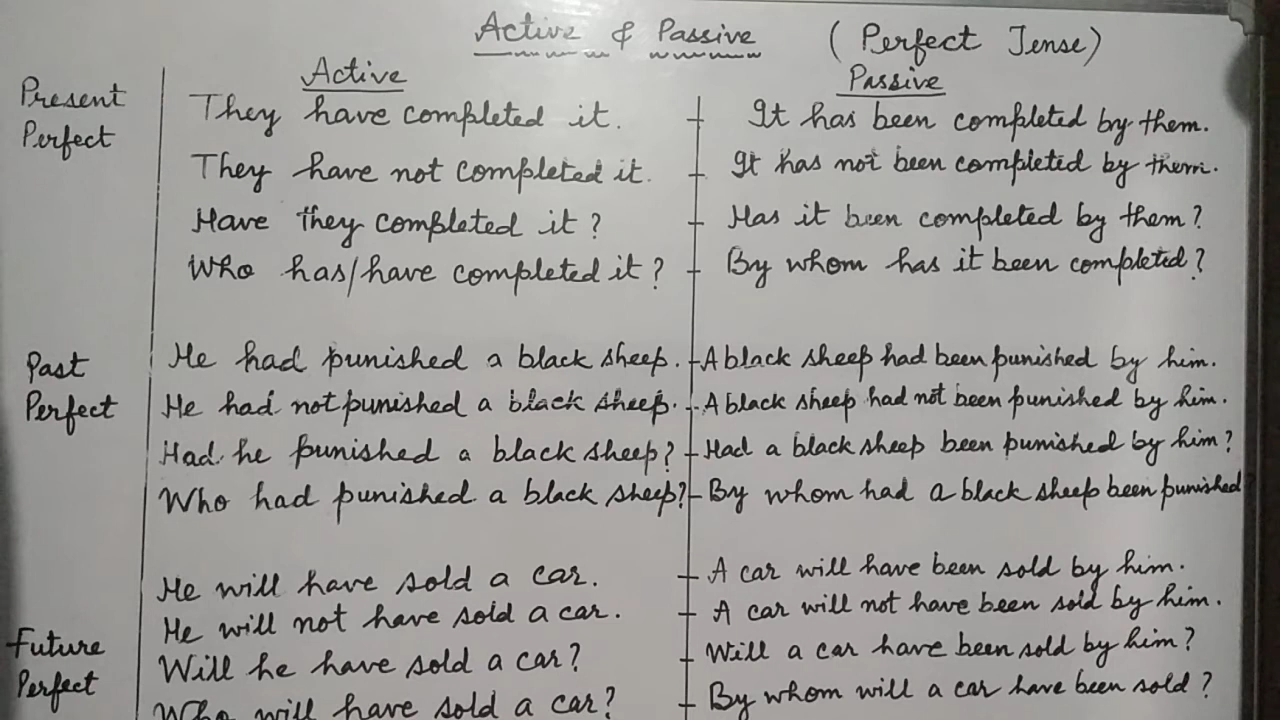 Active & Passive (Perfect Tense)
Active Passive
Present Perfect
They have completed it. - It has been completed by them.
They have not completed it. - It has not been completed by them.
Have they completed it? - Has it been completed by them?
Who has/have completed it? - By whom has it been completed?
Past Perfect
He had punished a black sheep. - A black sheep had been punished by him.
He had not punished a black sheep. - A black sheep had not been punished by him.
Had he punished a black sheep? - Had a black sheep been punished by him?
Who had punished a black sheep? - By whom had a black sheep been punished?
Future Perfect
He will have sold a car. - A car will have been sold by him.
He will not have sold a car. - A car will not have been sold by him.
Will he have sold a car? - Will a car have been sold by him?
Who will have sold a car? - By whom will a car have been sold?